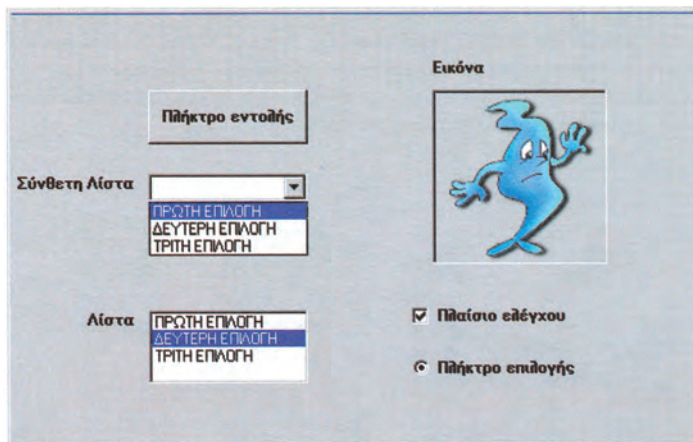 Εικόνα
Πλήκτρο εντολής
Σύνθετη Λίστα
ΠΡΩΤΗ ΕΠΙΛΟΓΗ
ΔΕΥΤΕΡΗ ΕΠΙΛΟΓΗ
ΤΡΙΤΗ ΕΠΙΛΟΓΗ
Λίστα
ΠΡΩΤΗ ΕΠΙΛΟΓΗ
ΔΕΥΤΕΡΗ ΕΠΙΛΟΓΗ
ΤΡΙΤΗ ΕΠΙΛΟΓΗ
Πλαίσιο ελέγχου
Πλήκτρο επιλογής